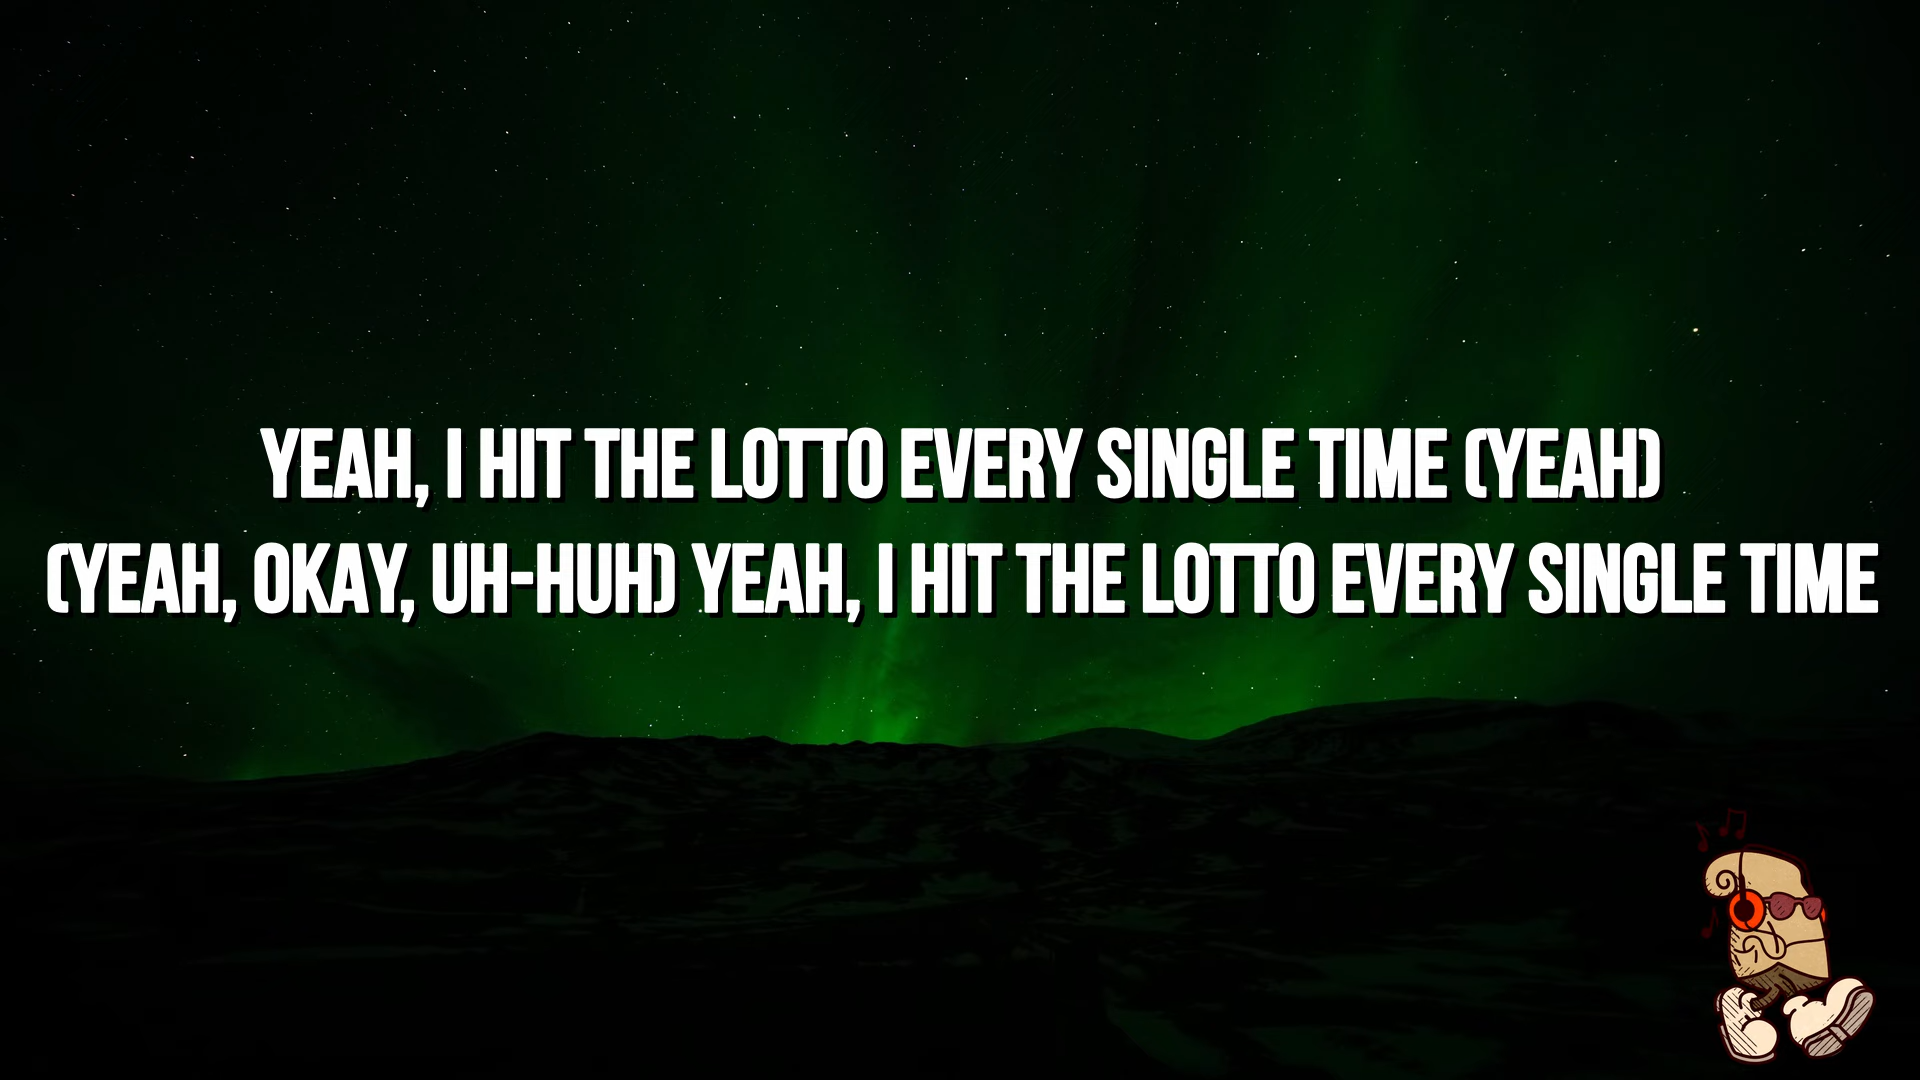 YEAH, I HIT THE LOTTO EVERY SINGLE TIME (YEAH)
(YEAH, OKAY, UH-HUH) YEAH, I HIT THE LOTTO EVERY SINGLE TIME